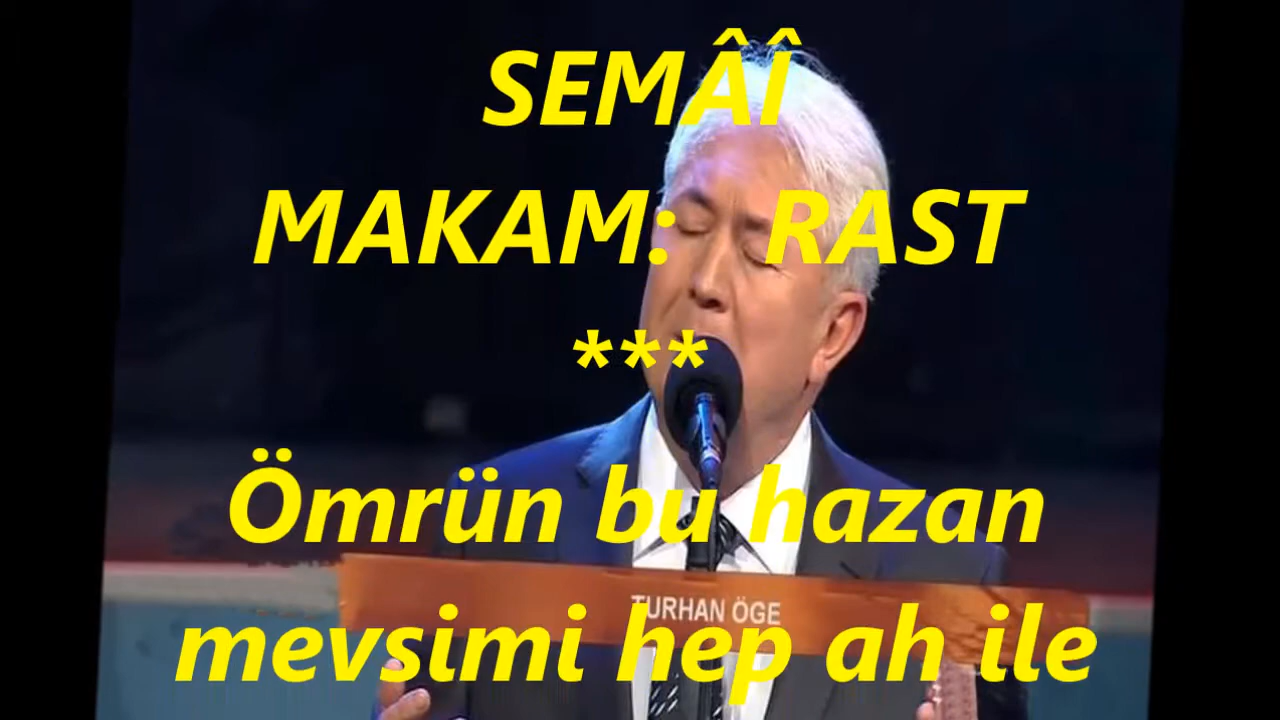 SEMÂÎ
MAKAM: RAST
***
Ömrün bu hazan
TURHAN ÖGE
mevsimi hep ah ile